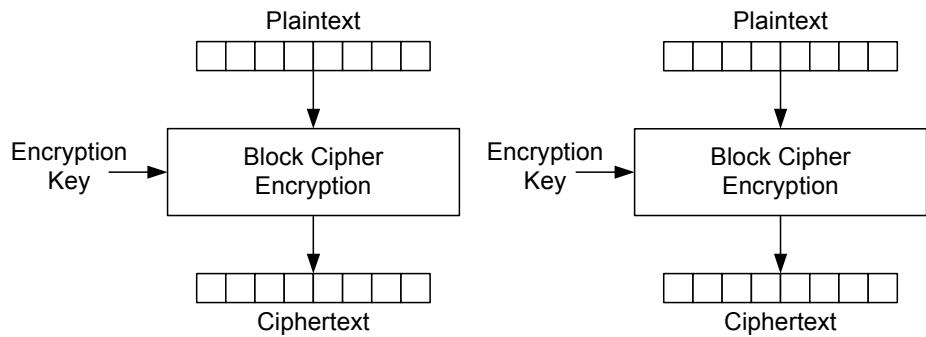 Plaintext
Plaintext
Encryption
Key
Block Cipher
Encryption
Encryption
Key
Block Cipher
Encryption
Ciphertext
Ciphertext